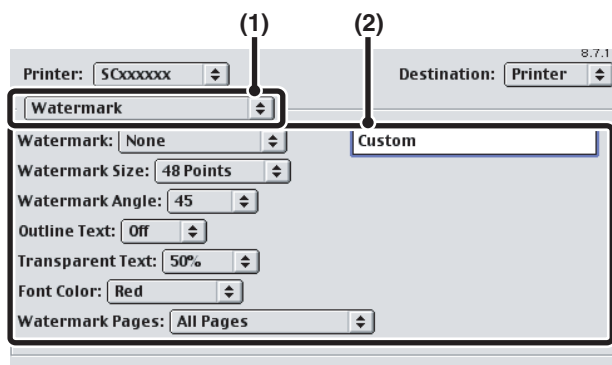 (1) (2)
8.7.1
Printer: SCxxxxxx Destination: Printer
Watermark
Watermark: None Custom
Watermark Size: 48 Points
Watermark Angle: 45
Outline Text: Off
Transparent Text: 50%
Font Color: Red
Watermark Pages: All Pages